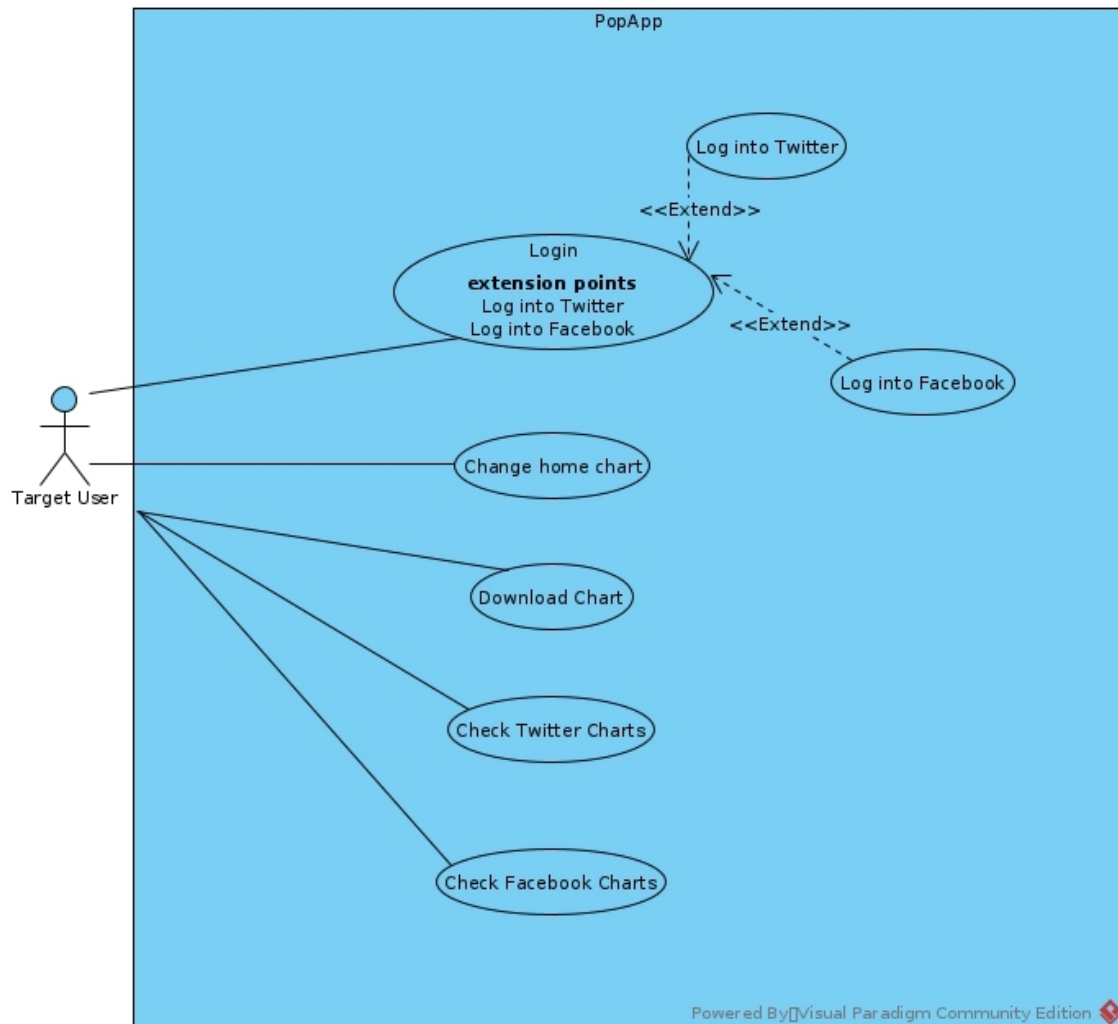 PopApp
Log into Twitter
<<Extend>>
Login
extension points
Log into Twitter
Log into Facebook
<<Extend>>
Log into Facebook
Change home chart
Target User
Download Chart
Check Twitter Charts
Check Facebook Charts
Powered By▯Visual Paradigm Community Edition